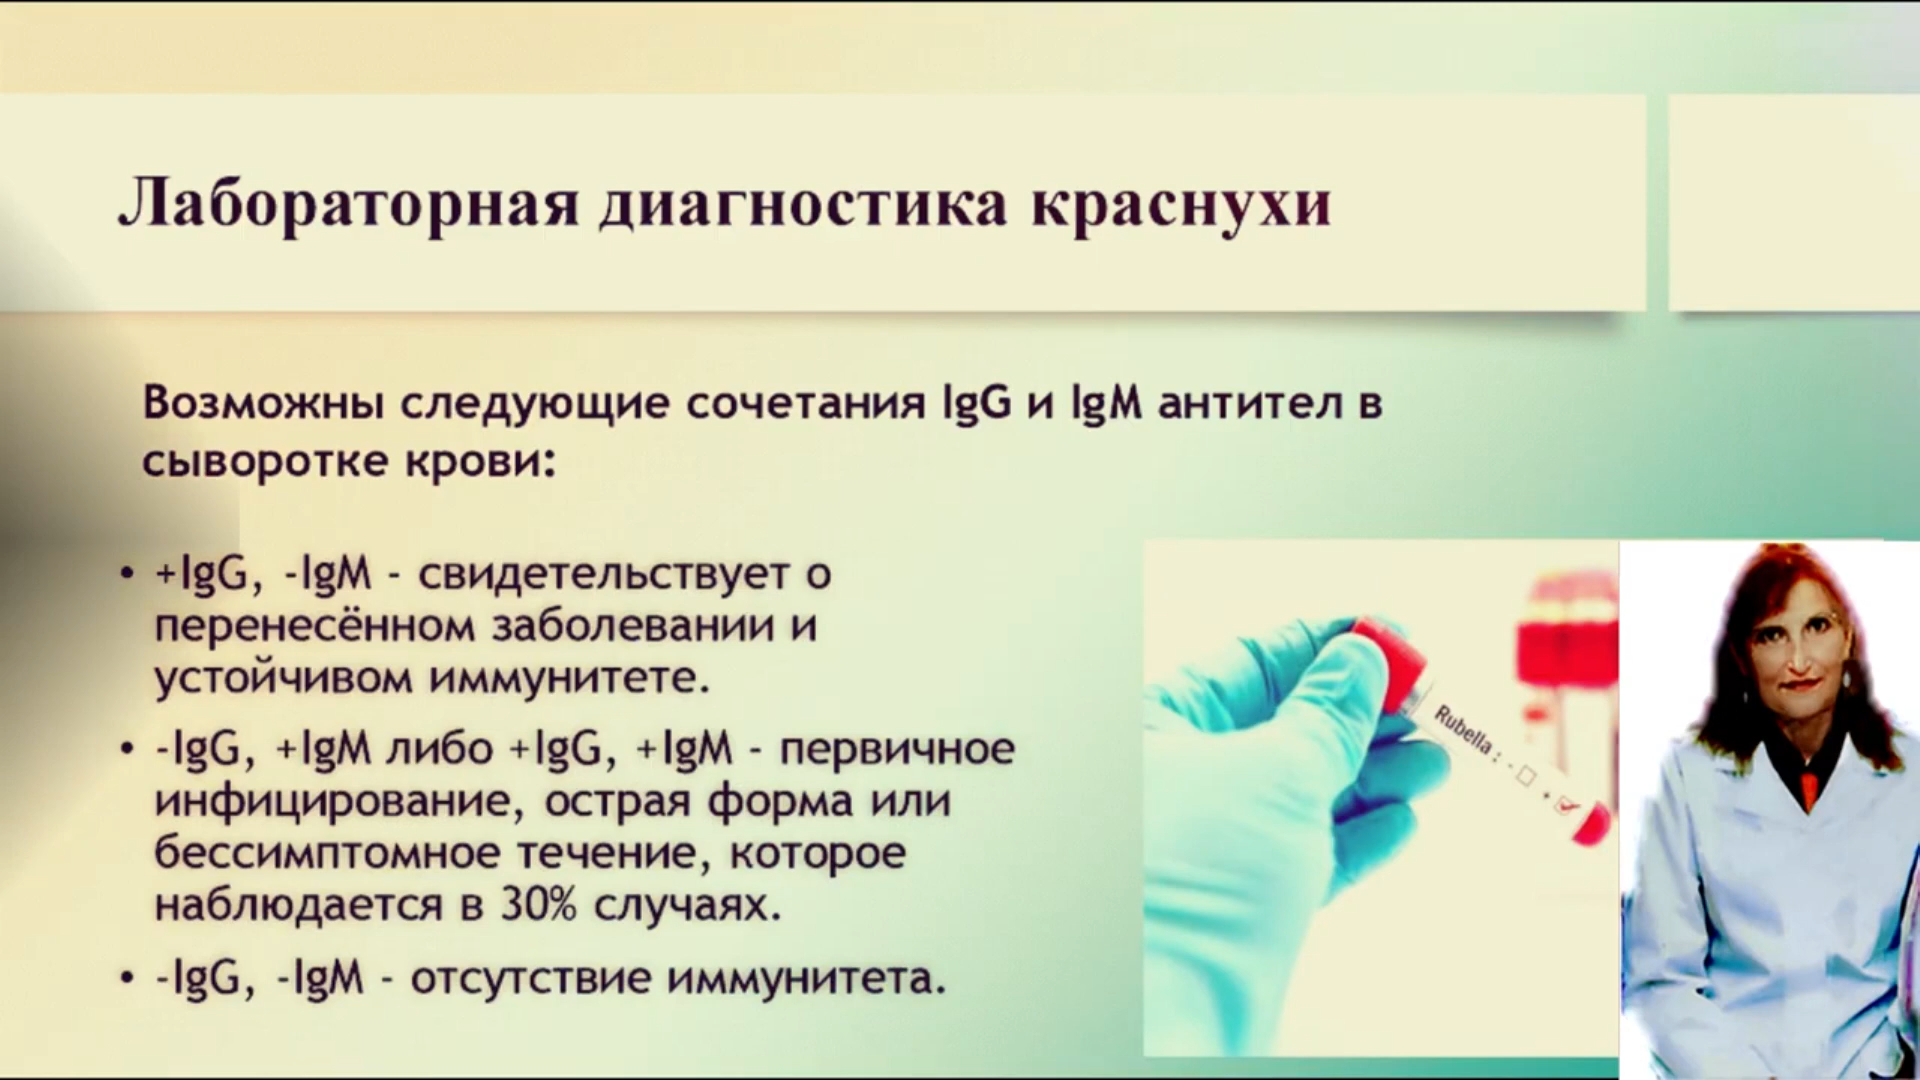 Лабораторная диагностика краснухи
Возможны следующие сочетания IgG и IgM антител в
сыворотке крови:
• +IgG, -IgM - свидетельствует о
перенесённом заболевании и
устойчивом иммунитете.
• -IgG, +IgM либо +IgG, +IgM - первичное
инфицирование, острая форма или
бессимптомное течение, которое
наблюдается в 30% случаях.
• -IgG, -IgM - отсутствие иммунитета.
Rubella : - □ + ☑